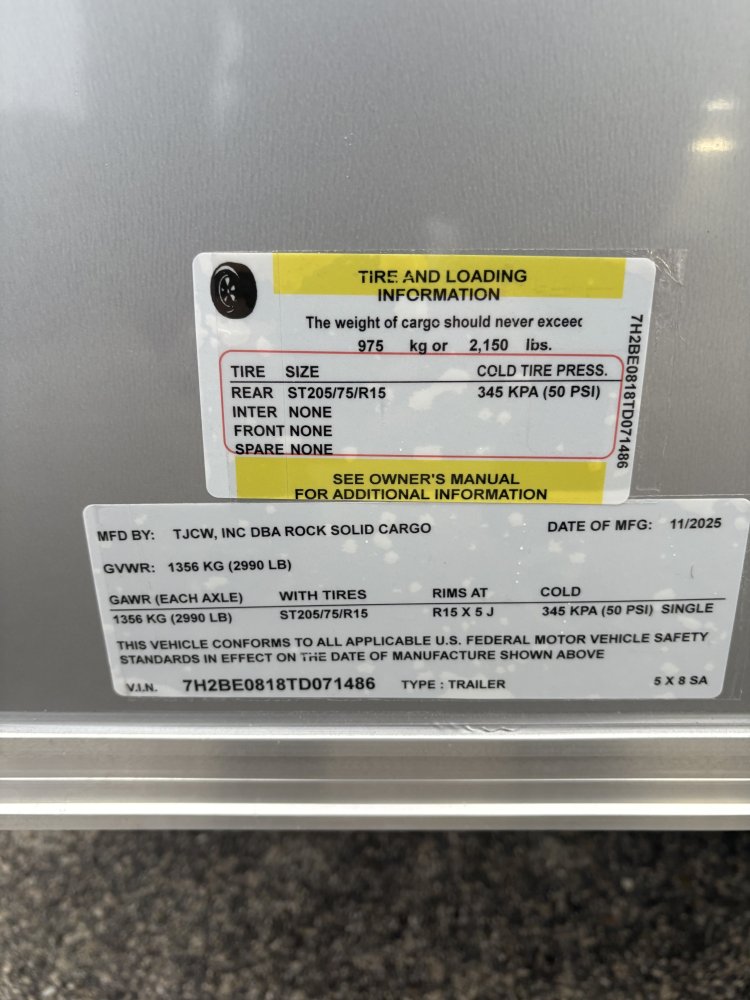 TIRE AND LOADING
INFORMATION
The weight of cargo should never exceed
975 kg or 2,150 lbs.
TIRE SIZE COLD TIRE PRESS.
REAR ST205/75/R15 345 KPA (50 PSI)
INTER NONE
FRONT NONE
SPARE NONE
SEE OWNER'S MANUAL
FOR ADDITIONAL INFORMATION
7H2BE0818TD071486
MFD BY: TJCW, INC DBA ROCK SOLID CARGO DATE OF MFG: 11/2025
GVWR: 1356 KG (2990 LB)
GAWR (EACH AXLE) WITH TIRES RIMS AT COLD
1356 KG (2990 LB) ST205/75/R15 R15 X 5 J 345 KPA (50 PSI) SINGLE
THIS VEHICLE CONFORMS TO ALL APPLICABLE U.S. FEDERAL MOTOR VEHICLE SAFETY
STANDARDS IN EFFECT ON THE DATE OF MANUFACTURE SHOWN ABOVE
V.I.N. 7H2BE0818TD071486 TYPE : TRAILER 5 X 8 SA